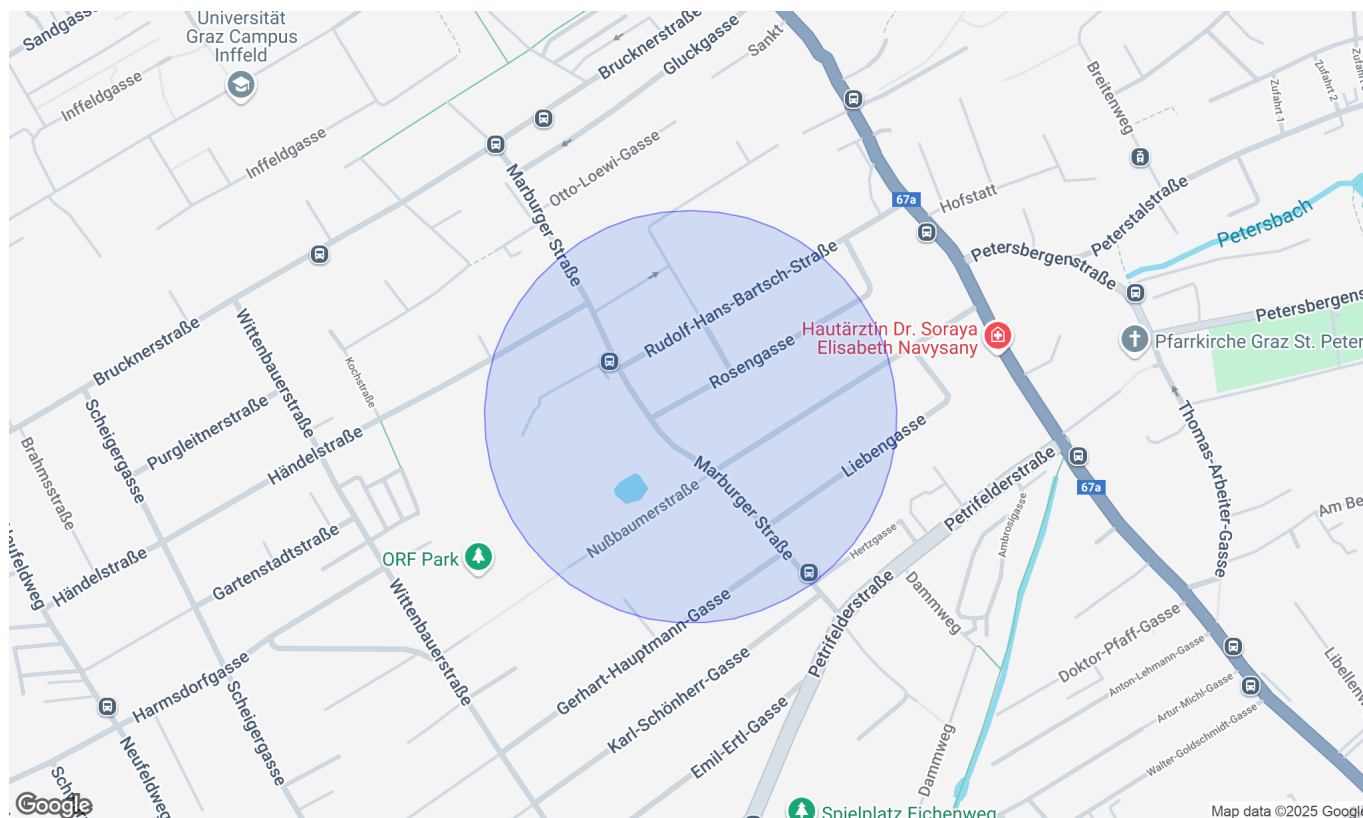 Sandgasse
Universität
Graz Campus
Inffeld
Brucknerstraße
Gluckgasse
Sankt
Inffeldgasse
Inffeldgasse
Breitenweg
Zufahrt 1
Zufahrt 2
Otto-Loewi-Gasse
Marburger Straße
67a
Hofstatt
Peterstalstraße
Petersbach
Petersbergenstraße
Rudolf-Hans-Bartsch-Straße
Brucknerstraße
Wittenbauerstraße
Kochstraße
Hautärztin Dr. Soraya
Elisabeth Navysany
Rosengasse
Pfarrkirche Graz St. Peter
Scheigergasse
Purgleitnerstraße
Händelstraße
Brahmsstraße
Liebengasse
Marburger Straße
Nußbaumerstraße
Petrifelderstraße
67a
Thomas-Arbeiter-Gasse
Ambrosigasse
Hertzgasse
ORF Park
Gartenstadtstraße
Händelstraße
Wittenbauerstraße
Dammweg
Petrifelderstraße
Doktor-Pfaff-Gasse
Anton-Lehmann-Gasse
Artur-Michl-Gasse
Walter-Goldschmidt-Gasse
Gerhart-Hauptmann-Gasse
Karl-Schönherr-Gasse
Emil-Ertl-Gasse
Harmsdorfgasse
Scheigergasse
Neufeldweg
Dammweg
Spielplatz Eichenweg
Google
Map data ©2025 Google